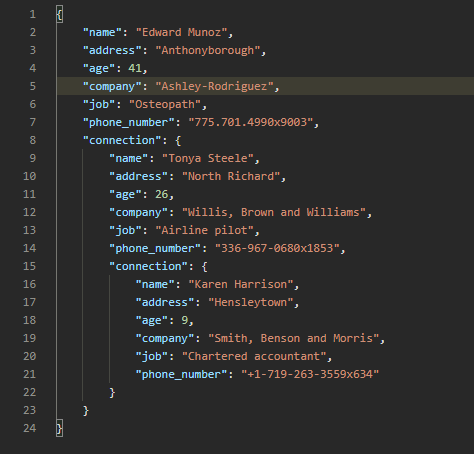 1 {
2 "name": "Edward Munoz",
3 "address": "Anthonyborough",
4 "age": 41,
5 "company": "Ashley-Rodriguez",
6 "job": "Osteopath",
7 "phone_number": "775.701.4990x9003",
8 "connection": {
9 "name": "Tonya Steele",
10 "address": "North Richard",
11 "age": 26,
12 "company": "Willis, Brown and Williams",
13 "job": "Airline pilot",
14 "phone_number": "336-967-0680x1853",
15 "connection": {
16 "name": "Karen Harrison",
17 "address": "Hensleytown",
18 "age": 9,
19 "company": "Smith, Benson and Morris",
20 "job": "Chartered accountant",
21 "phone_number": "+1-719-263-3559x634"
22 }
23 }
24 }